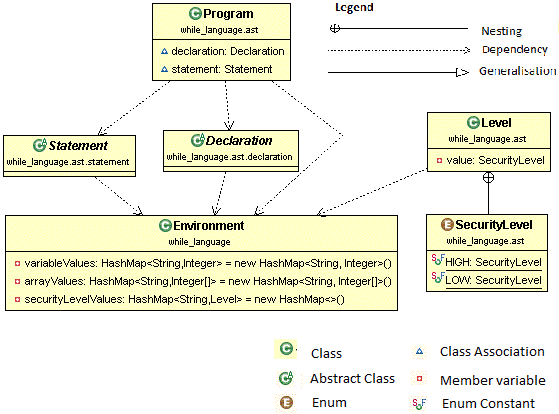 Program
while_language.ast
declaration: Declaration
statement: Statement
Legend
Nesting
Dependency
Generalisation
Statement
while_language.ast.statement
Declaration
while_language.ast.declaration
Level
while_language.ast
value: SecurityLevel
Environment
while_language
variableValues: HashMap<String,Integer> = new HashMap<String, Integer>()
arrayValues: HashMap<String,Integer[]> = new HashMap<String, Integer[]>()
securityLevelValues: HashMap<String,Level> = new HashMap<>()
SecurityLevel
while_language.ast
HIGH: SecurityLevel
LOW: SecurityLevel
Class
Class Association
Abstract Class
Member variable
Enum
Enum Constant